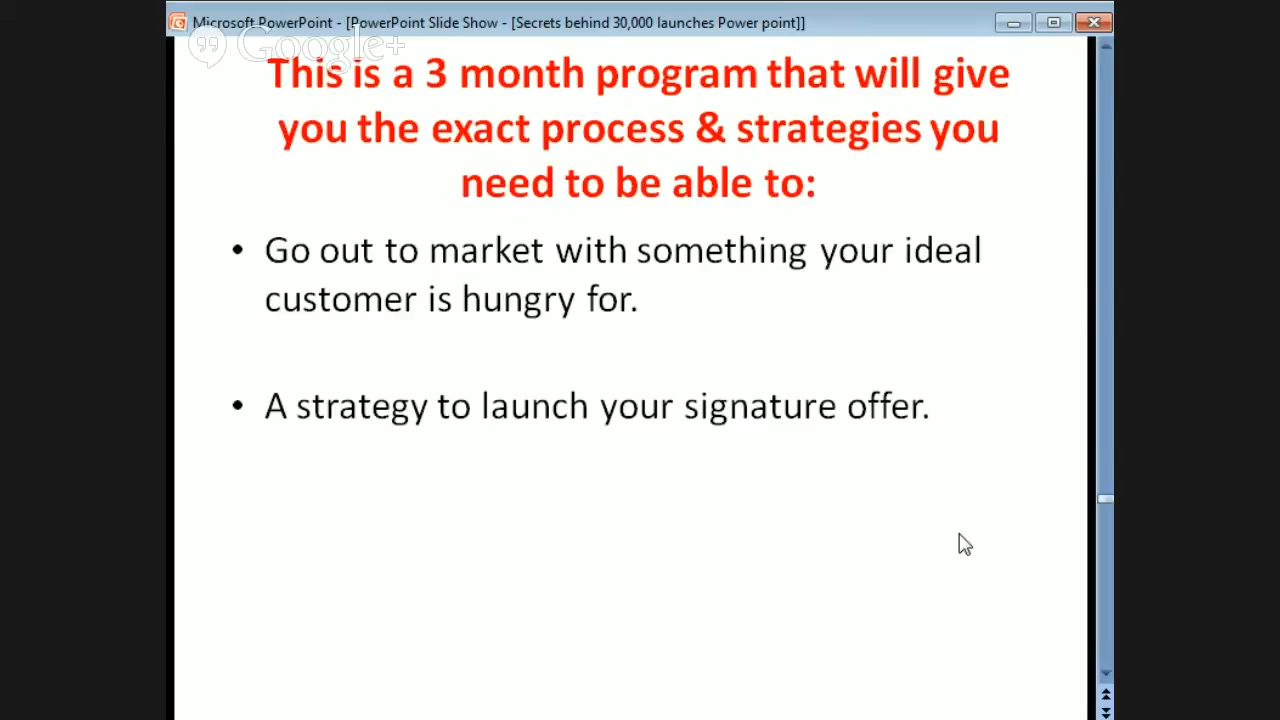 Microsoft PowerPoint - [PowerPoint Slide Show - [Secrets behind 30,000 launches Power point]]
Google+
This is a 3 month program that will give
you the exact process & strategies you
need to be able to:
• Go out to market with something your ideal
customer is hungry for.
• A strategy to launch your signature offer.